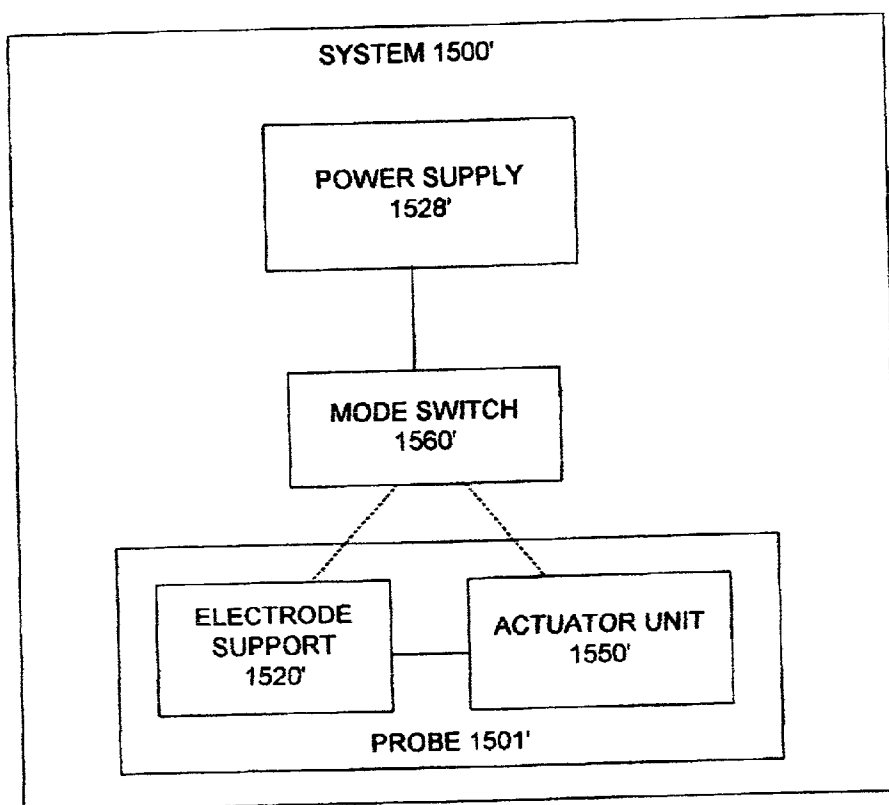 SYSTEM 1500'
POWER SUPPLY
1528'
MODE SWITCH
1560'
ELECTRODE
SUPPORT
1520'
ACTUATOR UNIT
1550'
PROBE 1501'